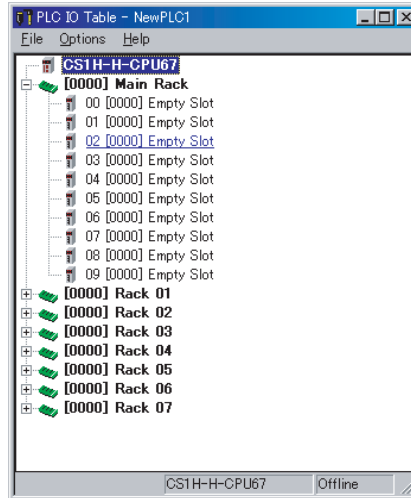 PLC IO Table - NewPLC1
File Options Help
CS1H-H-CPU67
[0000] Main Rack
00 [0000] Empty Slot
01 [0000] Empty Slot
02 [0000] Empty Slot
03 [0000] Empty Slot
04 [0000] Empty Slot
05 [0000] Empty Slot
06 [0000] Empty Slot
07 [0000] Empty Slot
08 [0000] Empty Slot
09 [0000] Empty Slot
[0000] Rack 01
[0000] Rack 02
[0000] Rack 03
[0000] Rack 04
[0000] Rack 05
[0000] Rack 06
[0000] Rack 07
CS1H-H-CPU67 Offline